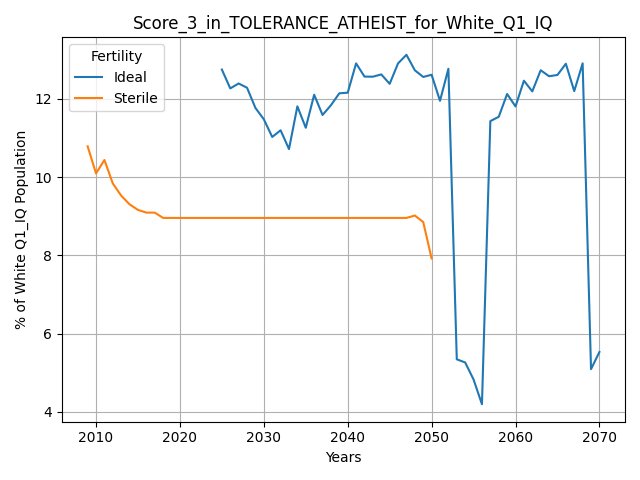 Score_3_in_TOLERANCE_ATHEIST_for_White_Q1_IQ
Fertility
Ideal
Sterile
% of White Q1_IQ Population
12
10
8
6
4
2010
2020
2030
2040
2050
2060
2070
Years